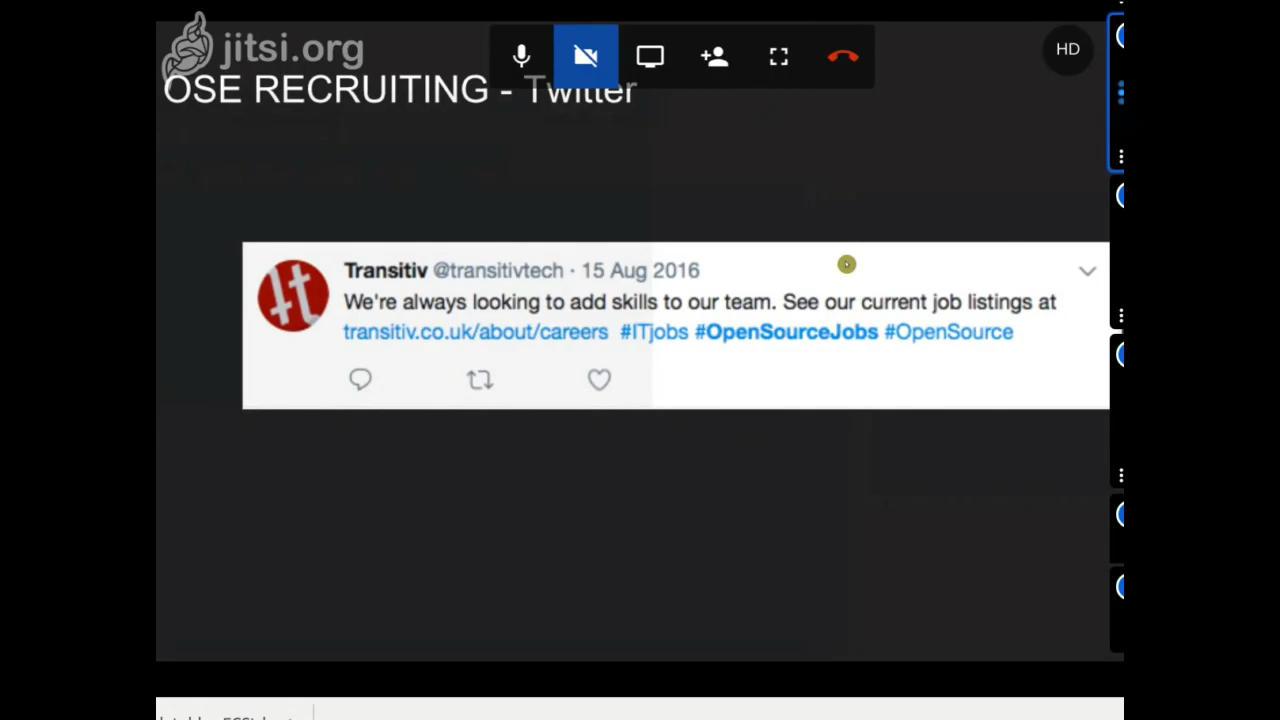 jitsi.org
HD
OSE RECRUITING - Twitter
Transitiv @transitivtech · 15 Aug 2016
We're always looking to add skills to our team. See our current job listings at
transitiv.co.uk/about/careers #ITjobs #OpenSourceJobs #OpenSource